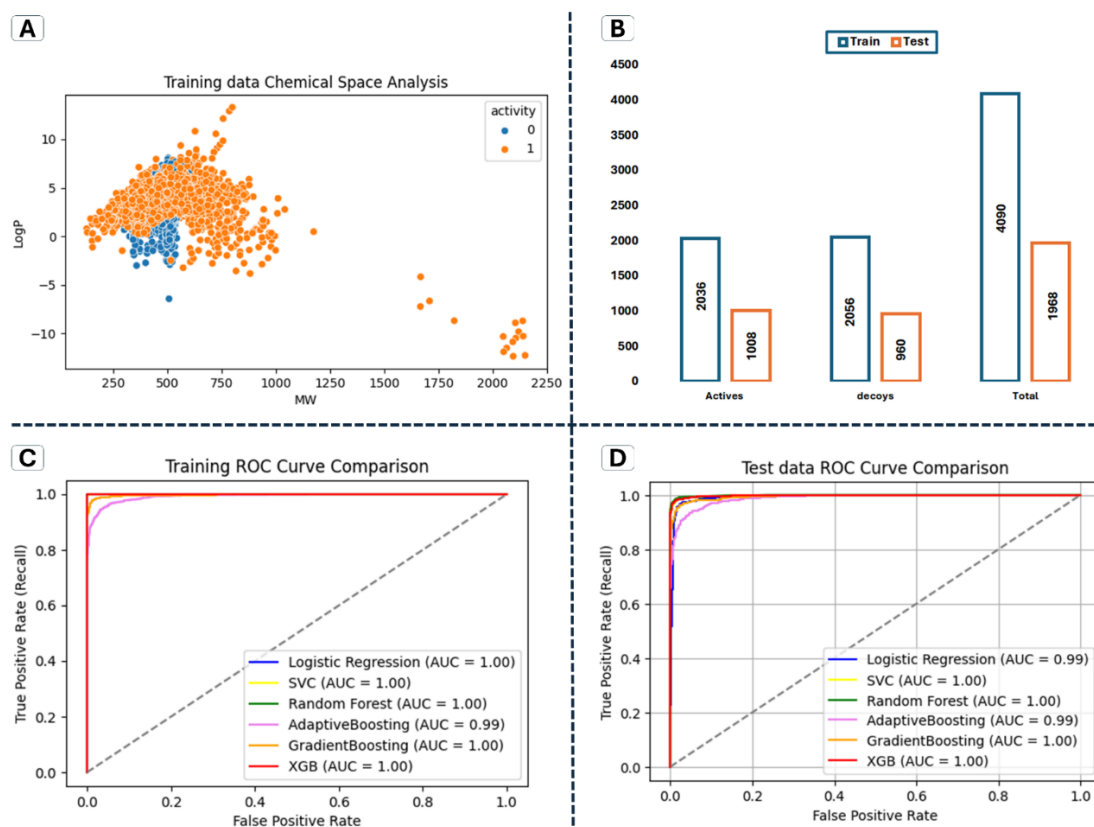 A
Training data Chemical Space Analysis
activity
0
1
10
5
0
−5
−10
LogP
250 500 750 1000 1250 1500 1750 2000 2250
MW
B
Train Test
4500
4000
3500
3000
2500
2000
1500
1000
500
0
2036
1008
2056
960
4090
1968
Actives decoys Total
C
Training ROC Curve Comparison
1.0
0.8
0.6
0.4
0.2
0.0
True Positive Rate (Recall)
Logistic Regression (AUC = 1.00)
SVC (AUC = 1.00)
Random Forest (AUC = 1.00)
AdaptiveBoosting (AUC = 0.99)
GradientBoosting (AUC = 1.00)
XGB (AUC = 1.00)
0.0 0.2 0.4 0.6 0.8 1.0
False Positive Rate
D
Test data ROC Curve Comparison
1.0
0.8
0.6
0.4
0.2
0.0
True Positive Rate (Recall)
Logistic Regression (AUC = 0.99)
SVC (AUC = 1.00)
Random Forest (AUC = 1.00)
AdaptiveBoosting (AUC = 0.99)
GradientBoosting (AUC = 1.00)
XGB (AUC = 1.00)
0.0 0.2 0.4 0.6 0.8 1.0
False Positive Rate